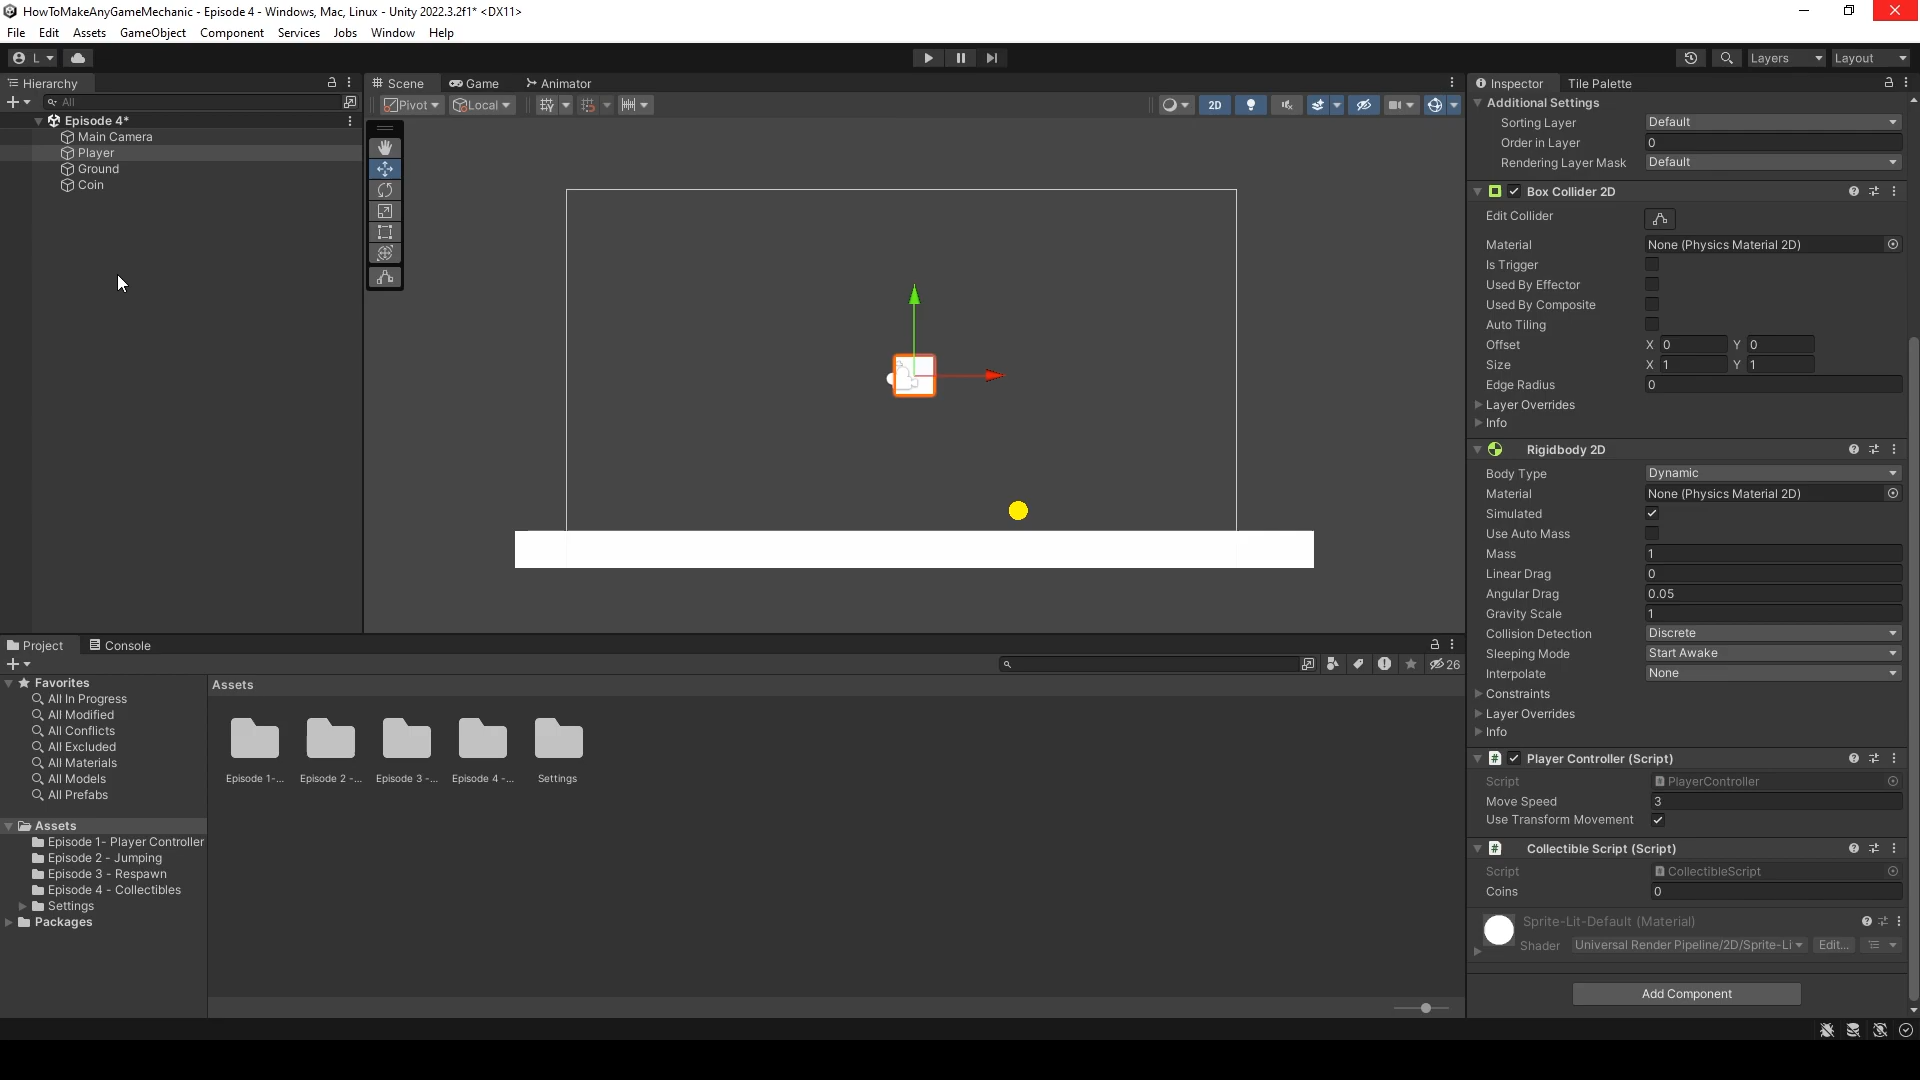 HowToMakeAnyGameMechanic - Episode 4 - Windows, Mac, Linux - Unity 2022.3.2f1* <DX11>
File Edit Assets GameObject Component Services Jobs Window Help
L Layers Layout
Hierarchy Scene Game Animator Inspector Tile Palette
All Pivot Local 2D
Episode 4*
Main Camera
Player
Ground
Coin
Additional Settings
Sorting Layer Default
Order in Layer 0
Rendering Layer Mask Default
Box Collider 2D
Edit Collider
Material None (Physics Material 2D)
Is Trigger
Used By Effector
Used By Composite
Auto Tiling
Offset X 0 Y 0
Size X 1 Y 1
Edge Radius 0
Layer Overrides
Info
Rigidbody 2D
Body Type Dynamic
Material None (Physics Material 2D)
Simulated
Use Auto Mass
Mass 1
Linear Drag 0
Angular Drag 0.05
Gravity Scale 1
Collision Detection Discrete
Sleeping Mode Start Awake
Interpolate None
Constraints
Layer Overrides
Info
Player Controller (Script)
Script PlayerController
Move Speed 3
Use Transform Movement
Collectible Script (Script)
Script CollectibleScript
Coins 0
Sprite-Lit-Default (Material)
Shader Universal Render Pipeline/2D/Sprite-Li Edit...
Add Component
Project Console
26
Favorites
All In Progress
All Modified
All Conflicts
All Excluded
All Materials
All Models
All Prefabs
Assets
Episode 1- Player Controller
Episode 2 - Jumping
Episode 3 - Respawn
Episode 4 - Collectibles
Settings
Packages
Assets
Episode 1-... Episode 2 -... Episode 3 -... Episode 4 -... Settings